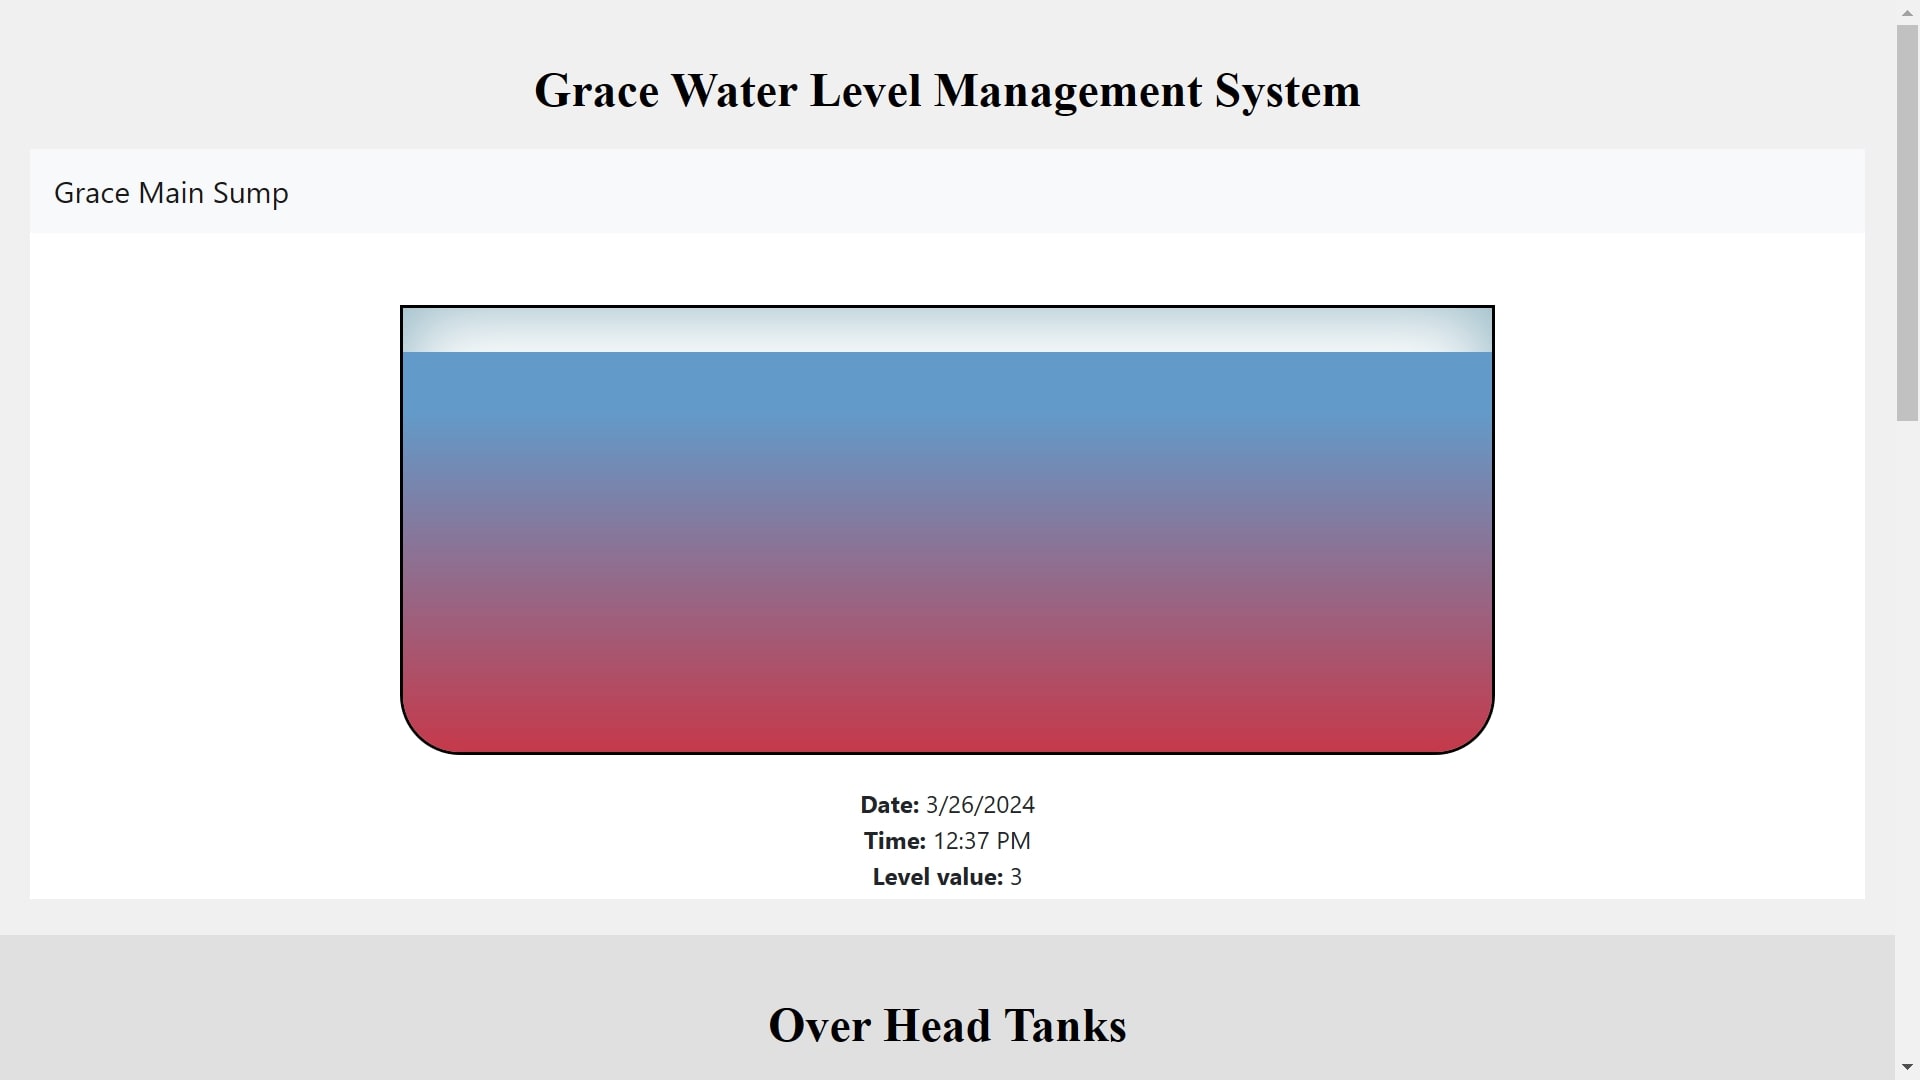 Grace Water Level Management System
Grace Main Sump
Date: 3/26/2024
Time: 12:37 PM
Level value: 3
Over Head Tanks